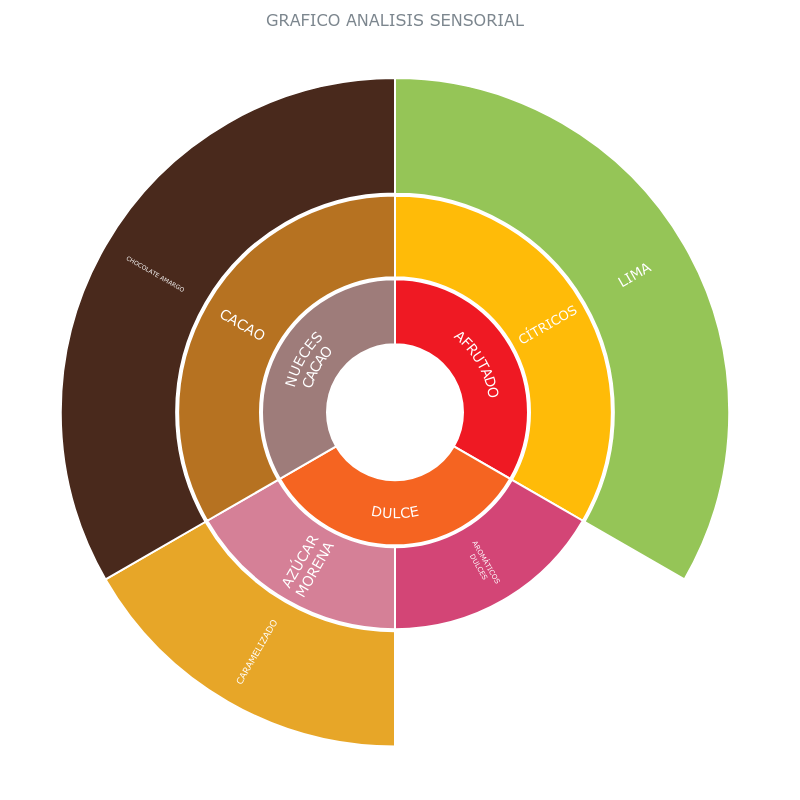 GRAFICO ANALISIS SENSORIAL
LIMA
CHOCOLATE AMARGO
CACAO
CÍTRICOS
NUECES
CACAO
AFRUTADO
DULCE
AZÚCAR
MORENA
AROMÁTICOS
DULCES
CARAMELIZADO